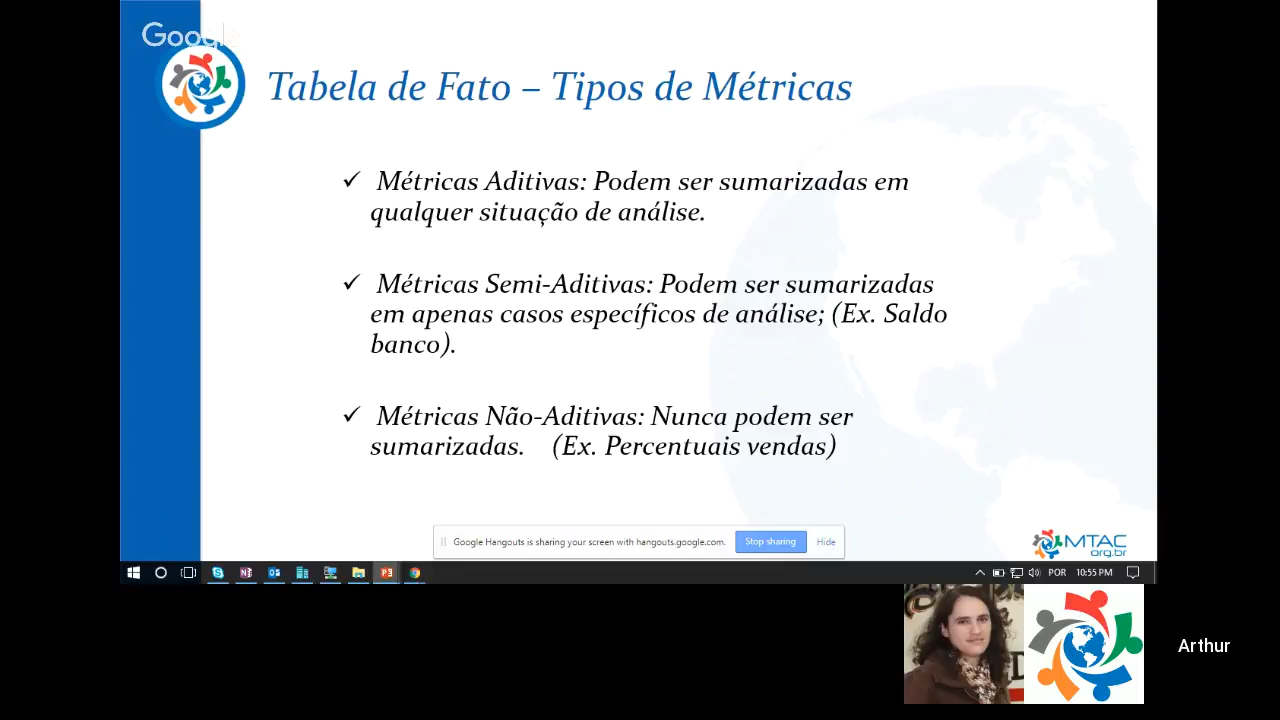 Google
Tabela de Fato – Tipos de Métricas
✓ Métricas Aditivas: Podem ser sumarizadas em
qualquer situação de análise.
✓ Métricas Semi-Aditivas: Podem ser sumarizadas
em apenas casos específicos de análise; (Ex. Saldo
banco).
✓ Métricas Não-Aditivas: Nunca podem ser
sumarizadas. (Ex. Percentuais vendas)
Google Hangouts is sharing your screen with hangouts.google.com. Stop sharing Hide
MTAC
org.br
POR 10:55 PM
Arthur